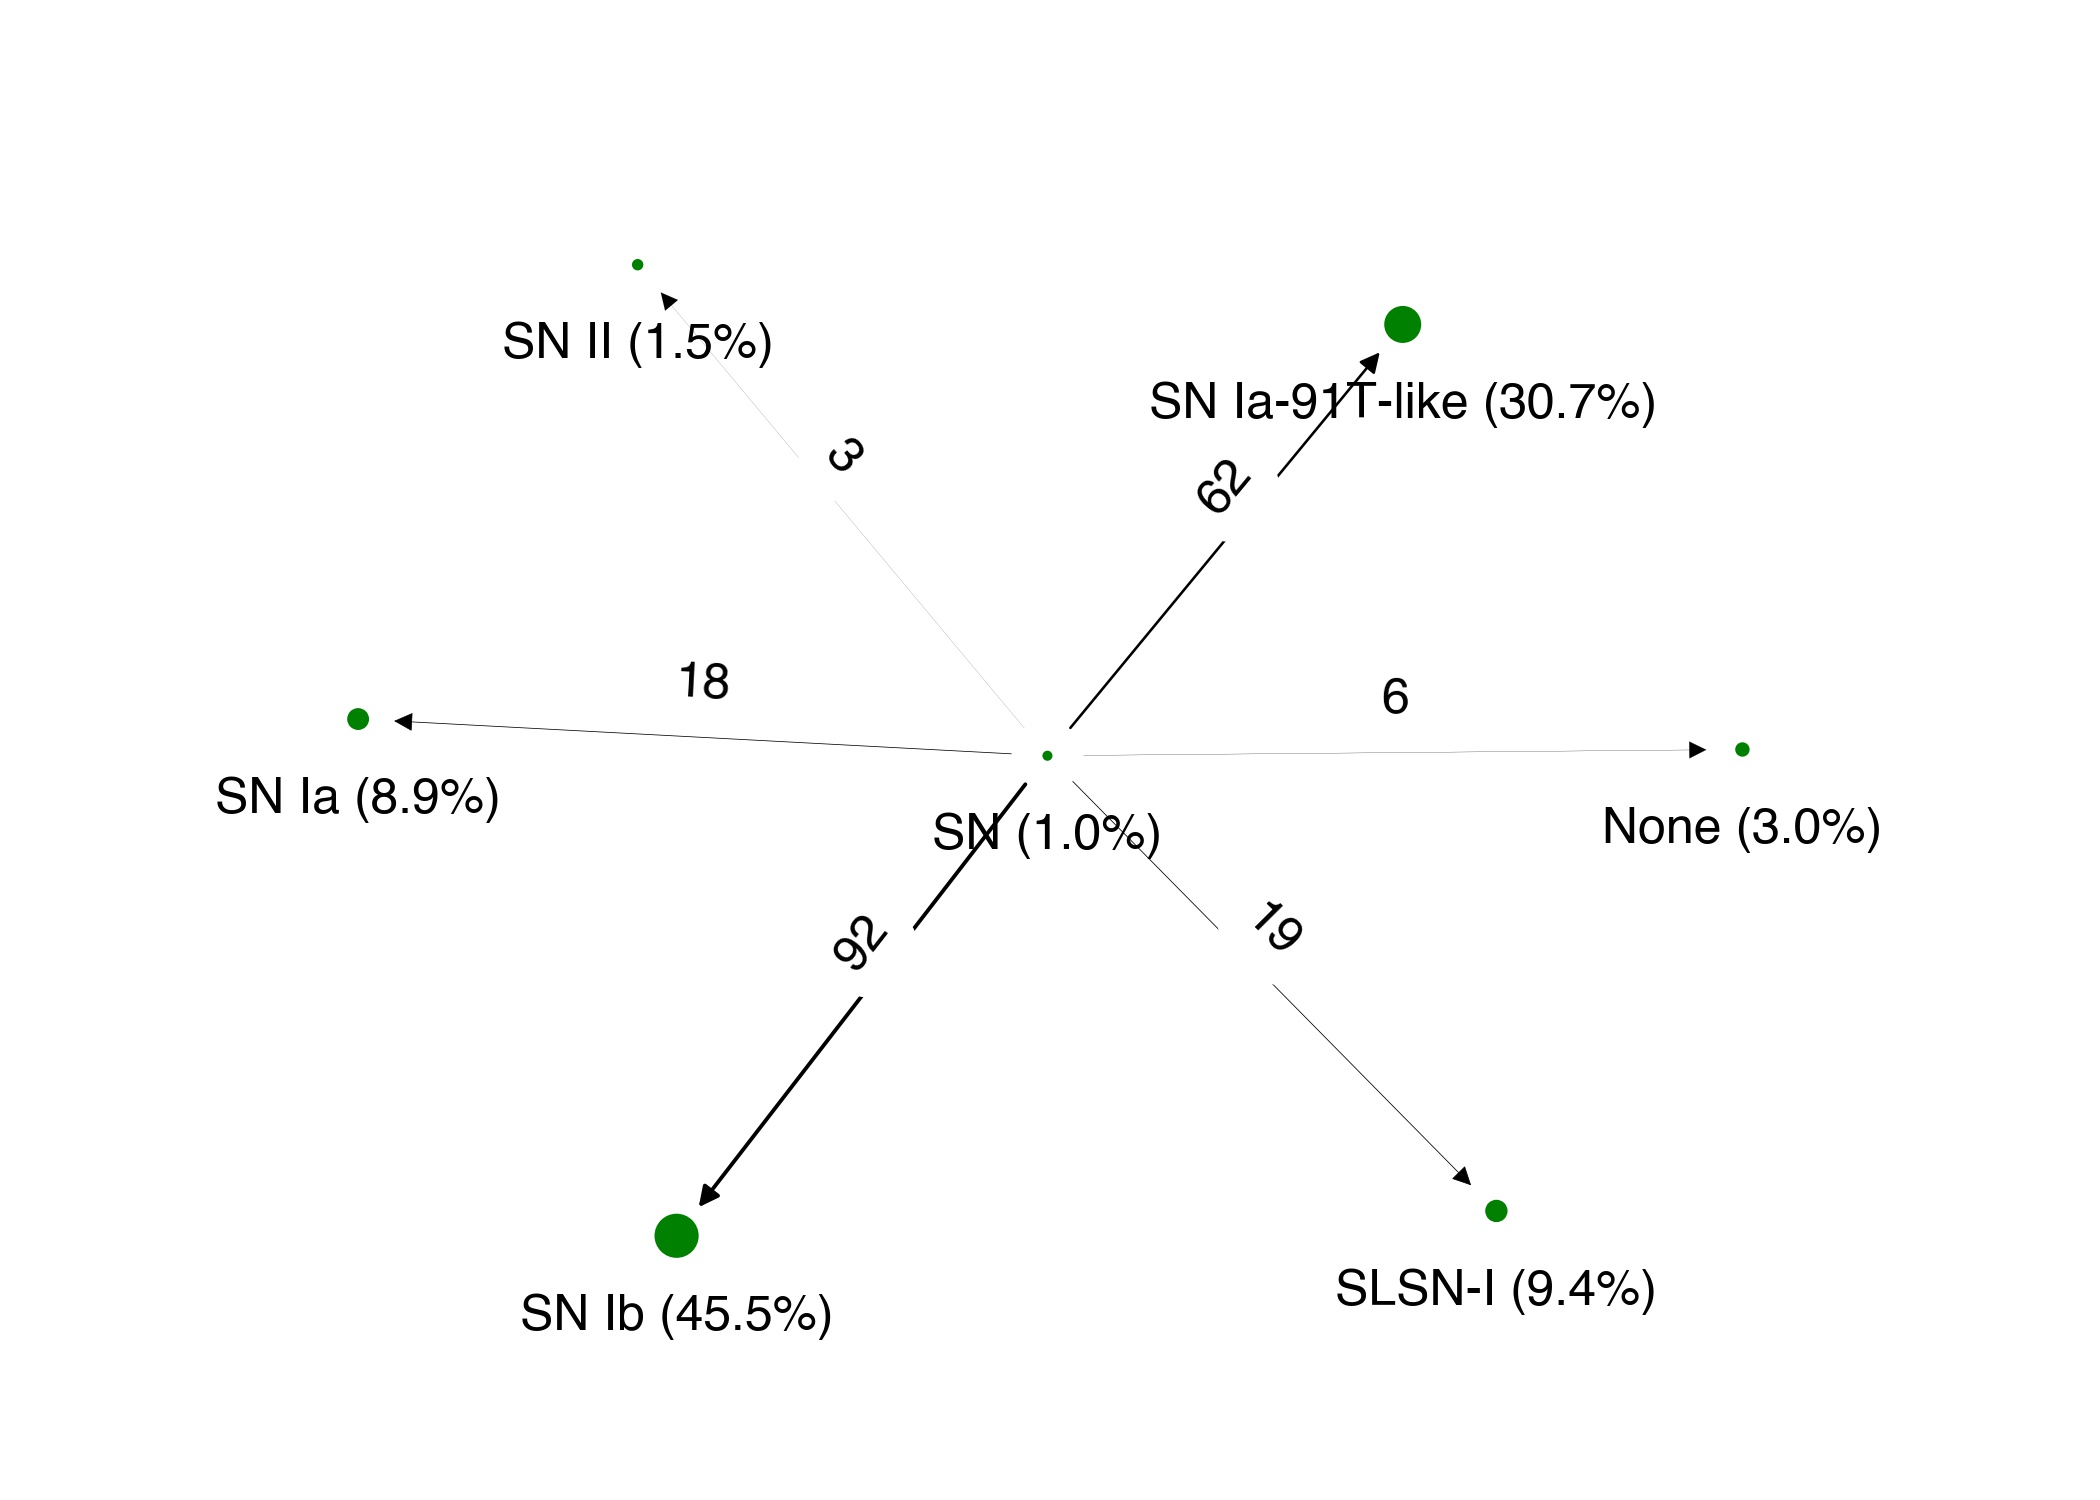 SN II (1.5%)
SN Ia-91T-like (30.7%)
3
62
18
6
SN Ia (8.9%)
SN (1.0%)
None (3.0%)
92
19
SLSN-I (9.4%)
SN Ib (45.5%)